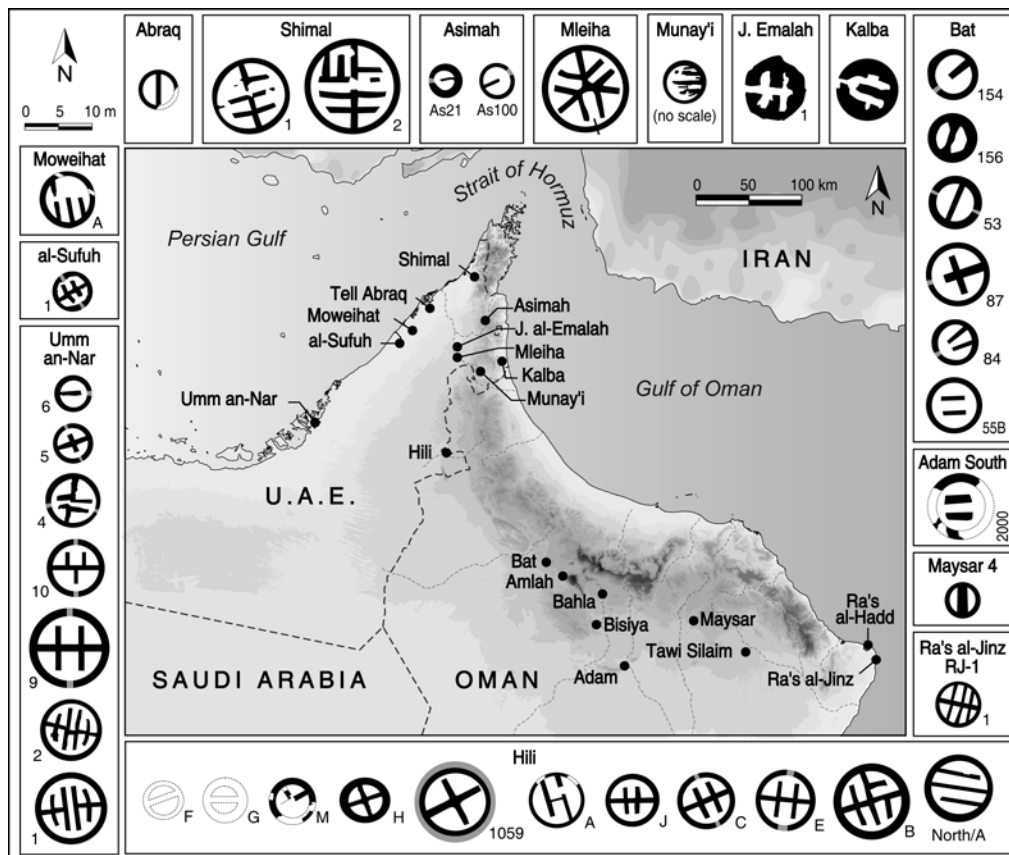 N
0 5 10 m
Abraq
Shimal
1
2
Asimah
As21
As100
Mleiha
Munay'i
(no scale)
J. Emalah
1
Kalba
Bat
154
156
53
87
84
55B
Adam South
2000
Maysar 4
Ra's al-Jinz
RJ-1
1
Moweihat
A
al-Sufuh
1
Umm
an-Nar
6
5
4
10
9
2
1
Strait of Hormuz
0 50 100 km
N
Persian Gulf
IRAN
Shimal
Tell Abraq
Moweihat
al-Sufuh
Asimah
J. al-Emalah
Mleiha
Kalba
Munay'i
Gulf of Oman
Umm an-Nar
Hili
U.A.E.
Bat
Amlah
Bahla
Bisiya
Maysar
Ra's
al-Hadd
Tawi Silaim
Adam
Ra's al-Jinz
SAUDI ARABIA
OMAN
Hili
F
G
M
H
1059
A
J
C
E
B
North/A